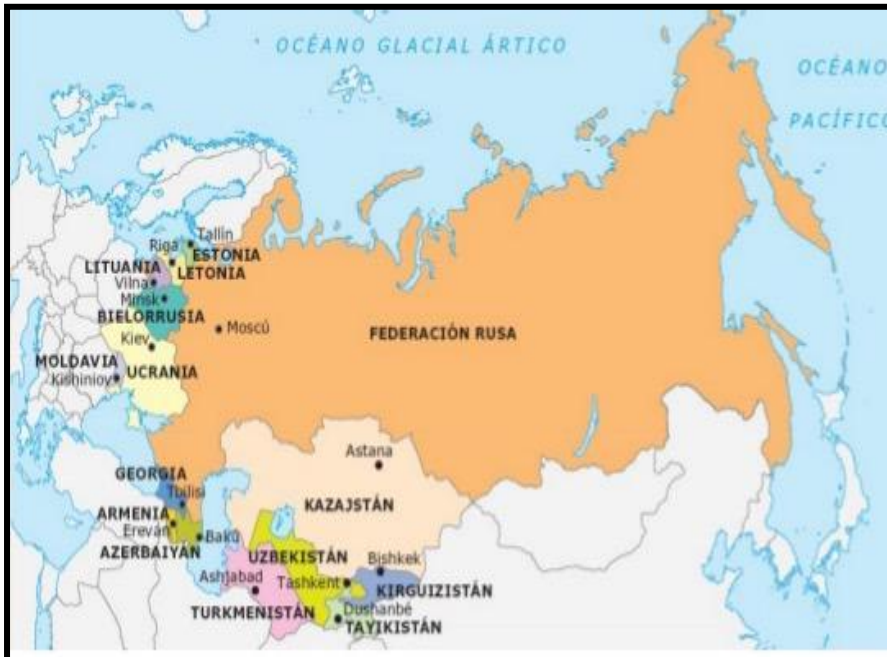 OCÉANO GLACIAL ÁRTICO
OCÉANO
PACÍFICO
Tallin
Riga
ESTONIA
LITUANIA
LETONIA
Vilna
Minsk
BIELORRUSIA
Moscú
FEDERACIÓN RUSA
Kiev
MOLDAVIA
UCRANIA
Kishiniov
Astana
GEORGIA
Tbilisi
KAZAJSTÁN
ARMENIA
Ereván
Bakú
AZERBAIYÁN
UZBEKISTÁN
Bishkek
Ashjabad
Tashkent
KIRGUIZISTÁN
TURKMENISTÁN
Dushanbé
TAYIKISTÁN